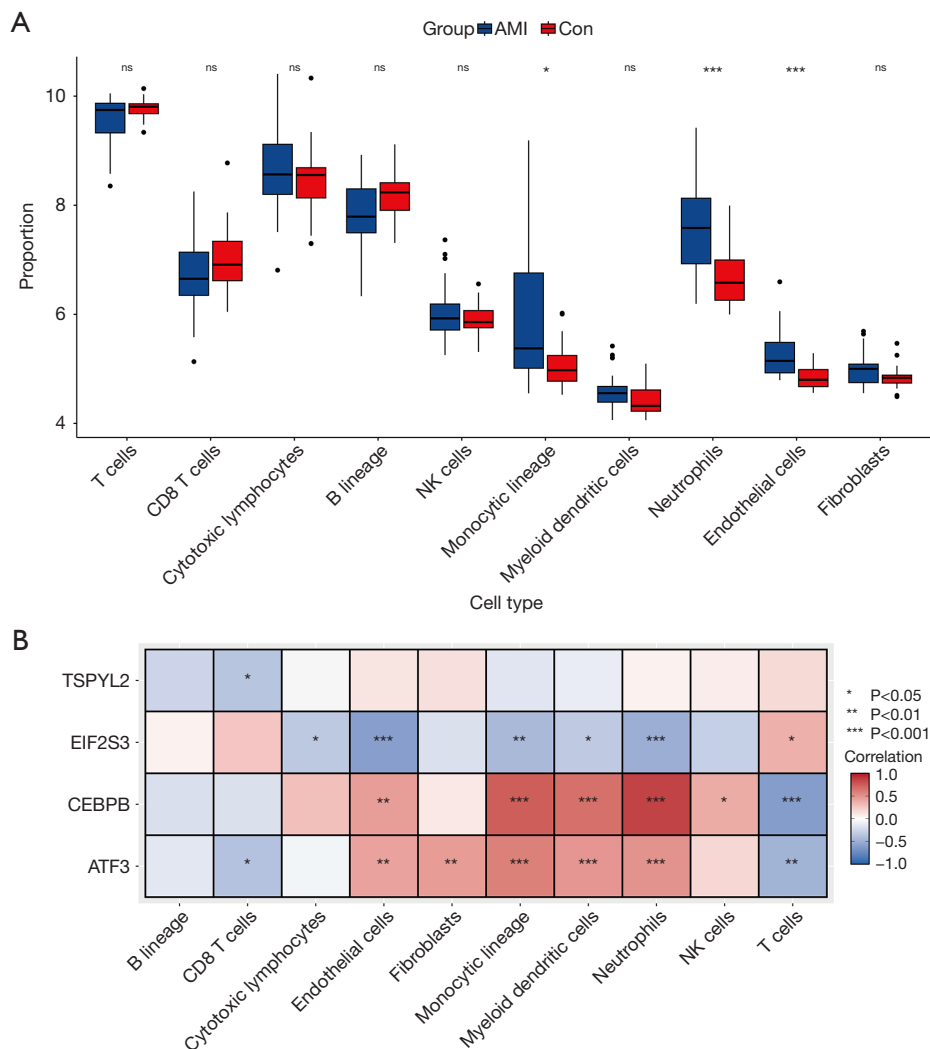 A
Group AMI Con
ns ns ns ns ns * ns *** *** ns
10
8
6
4
Proportion
T cells
CD8 T cells
Cytotoxic lymphocytes
B lineage
NK cells
Monocytic lineage
Myeloid dendritic cells
Neutrophils
Endothelial cells
Fibroblasts
Cell type
B
TSPYL2 *
EIF2S3 * *** ** * *** *
CEBPB ** *** *** *** * ***
ATF3 * ** ** *** *** *** **
B lineage
CD8 T cells
Cytotoxic lymphocytes
Endothelial cells
Fibroblasts
Monocytic lineage
Myeloid dendritic cells
Neutrophils
NK cells
T cells
* P<0.05
** P<0.01
*** P<0.001
Correlation
1.0
0.5
0.0
−0.5
−1.0